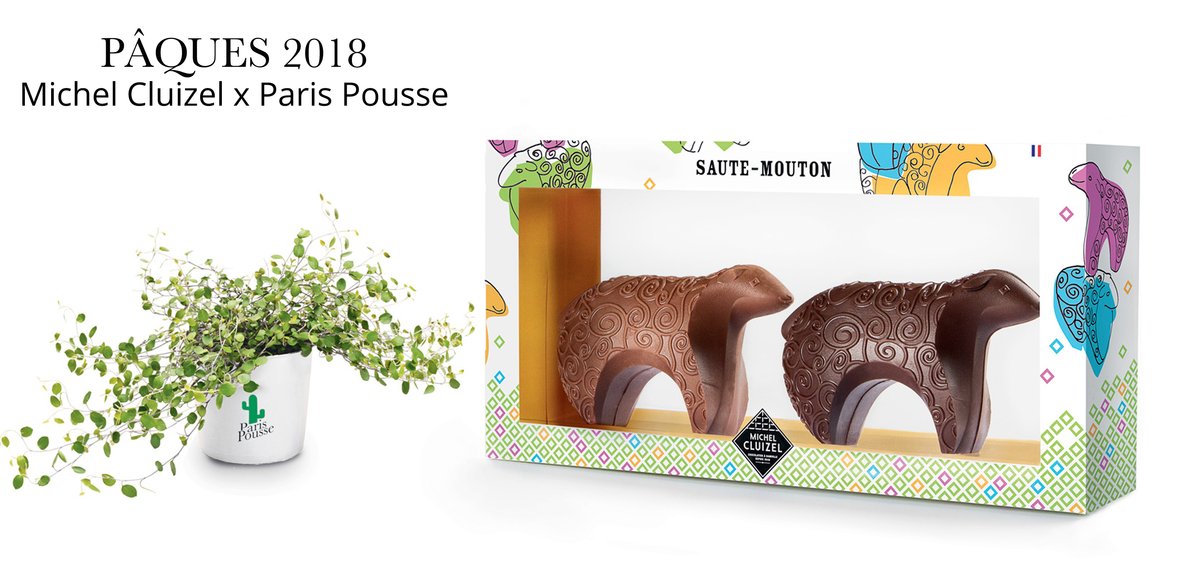 PÂQUES 2018
Michel Cluizel x Paris Pousse
SAUTE-MOUTON
Paris
Pousse
MICHEL
CLUIZEL